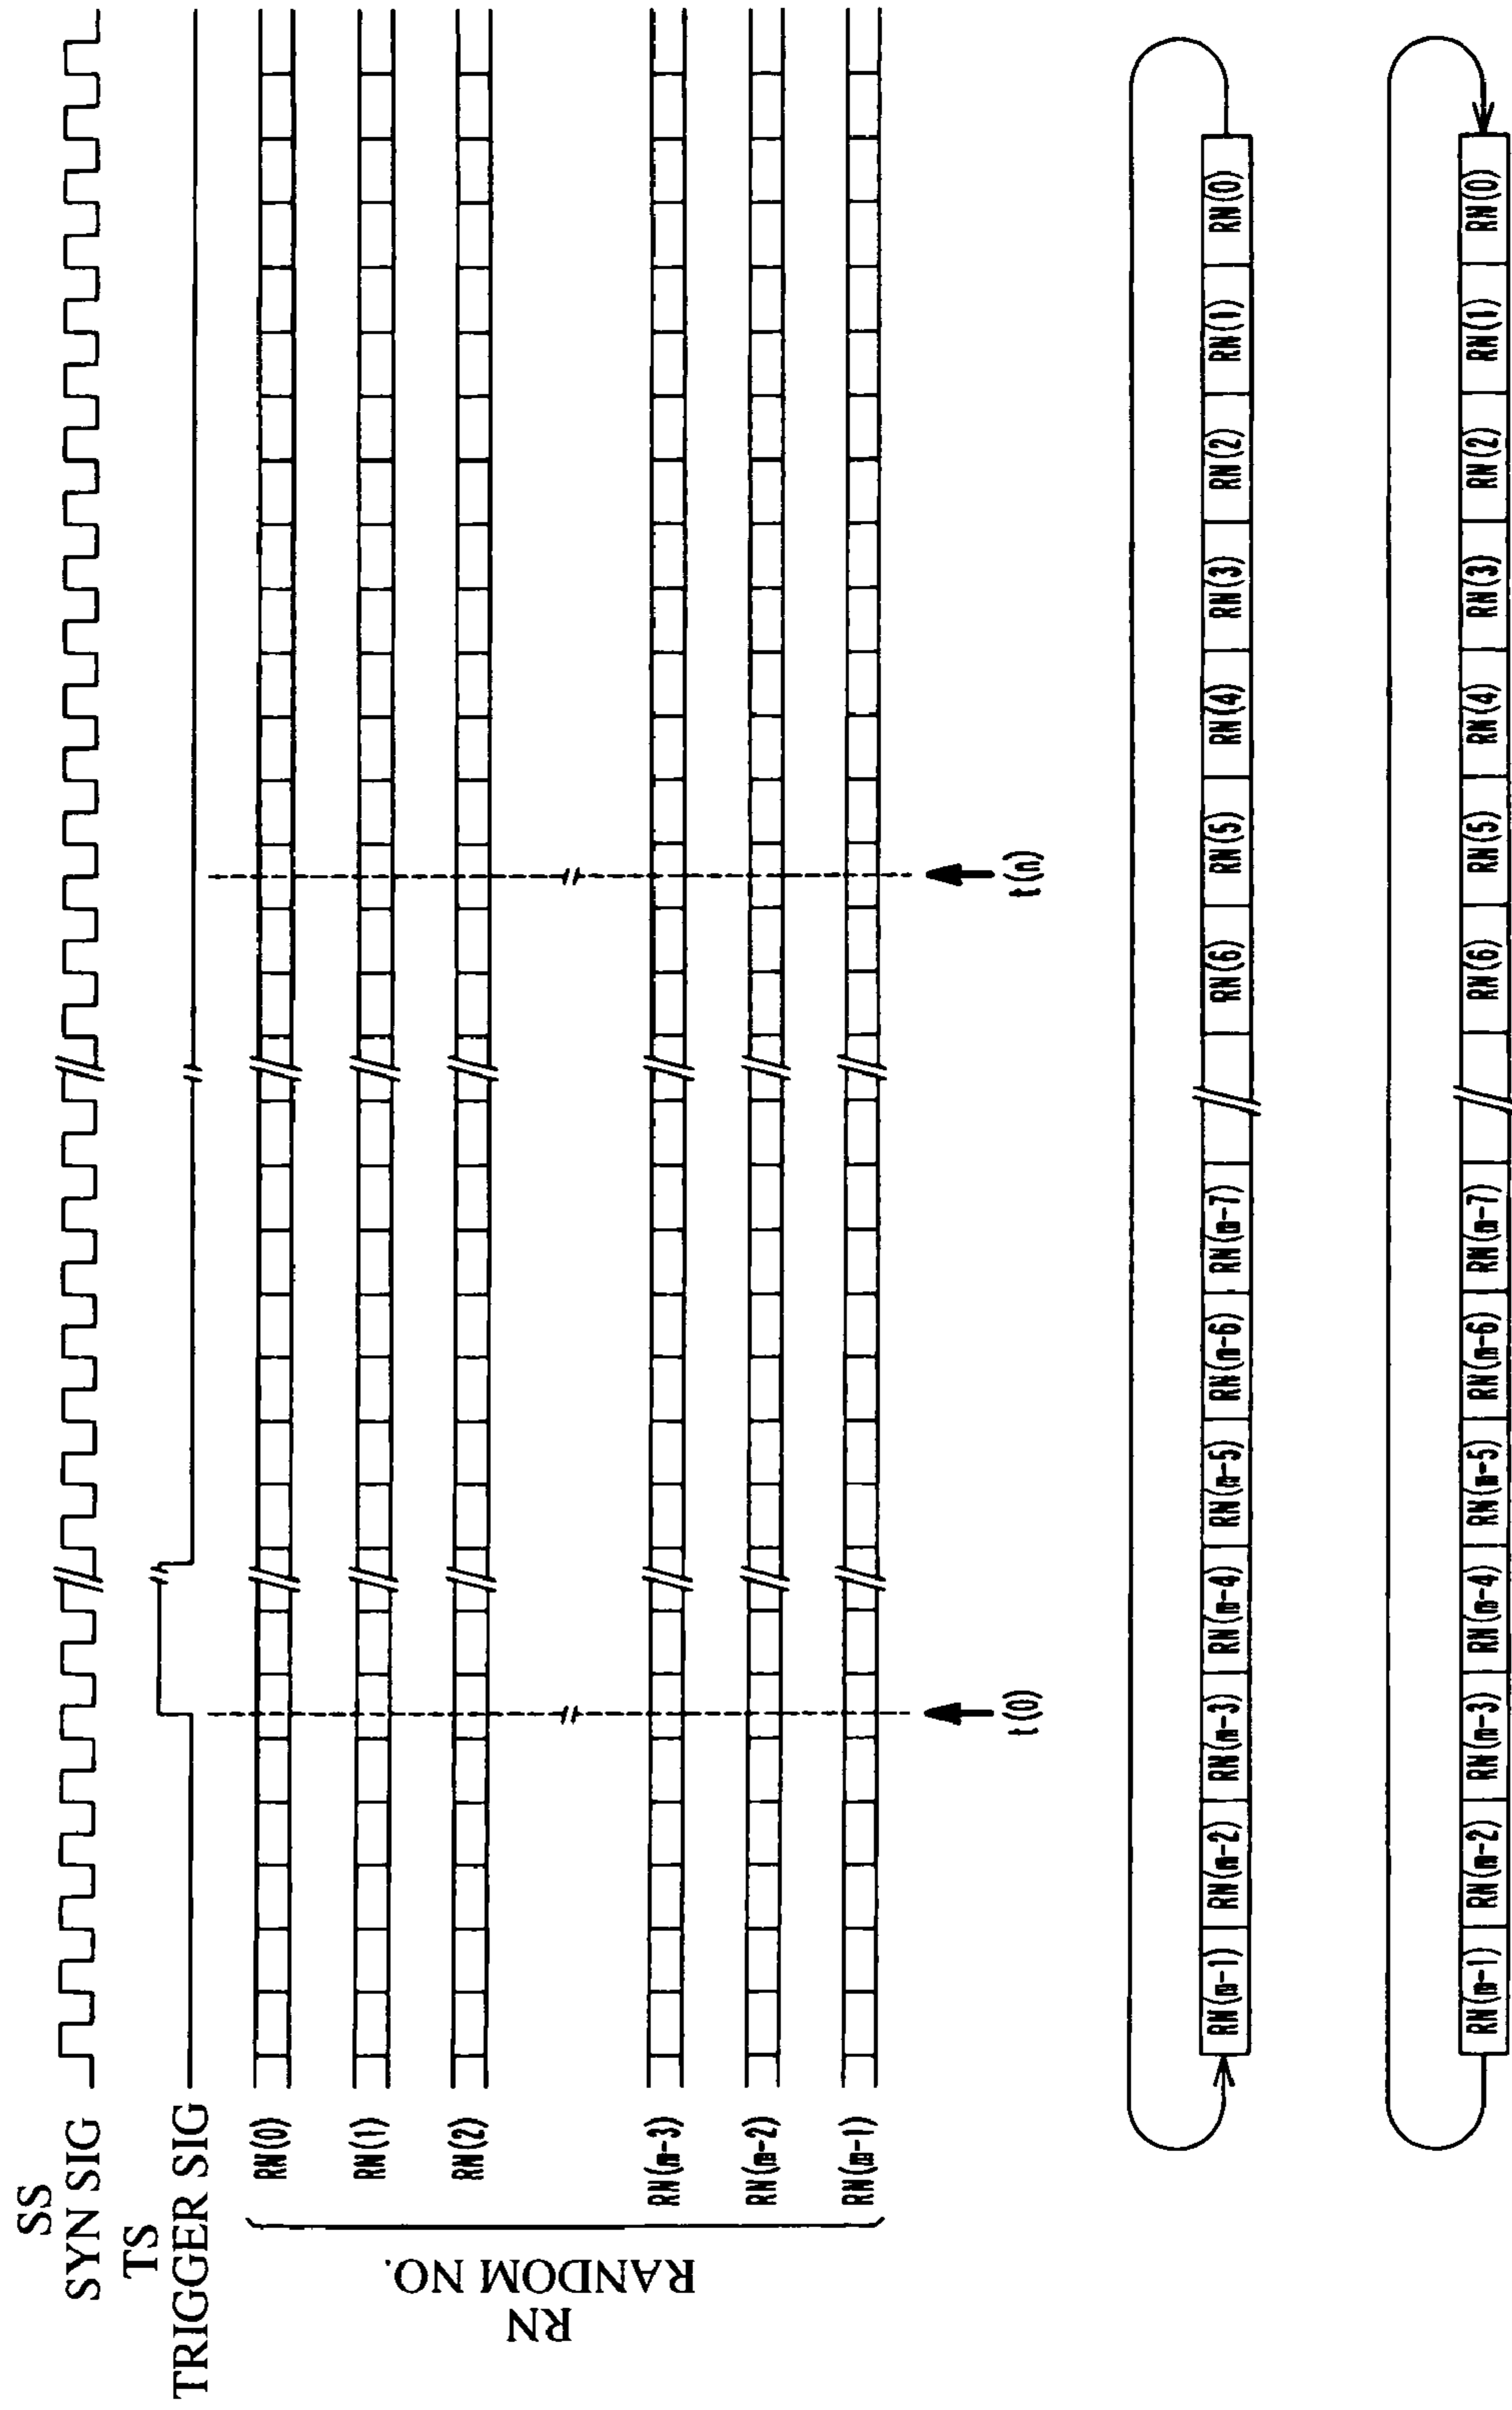 SS
SYN SIG
TS
TRIGGER SIG
RN
RANDOM NO.
RN(0)
RN(1)
RN(2)
RN(m-3)
RN(m-2)
RN(m-1)
t(0)
t(n)
RN(m-1) RN(m-2) RN(m-3) RN(m-4) RN(m-5) RN(m-6) RN(m-7) RN(6) RN(5) RN(4) RN(3) RN(2) RN(1) RN(0)
RN(m-1) RN(m-2) RN(m-3) RN(m-4) RN(m-5) RN(m-6) RN(m-7) RN(6) RN(5) RN(4) RN(3) RN(2) RN(1) RN(0)